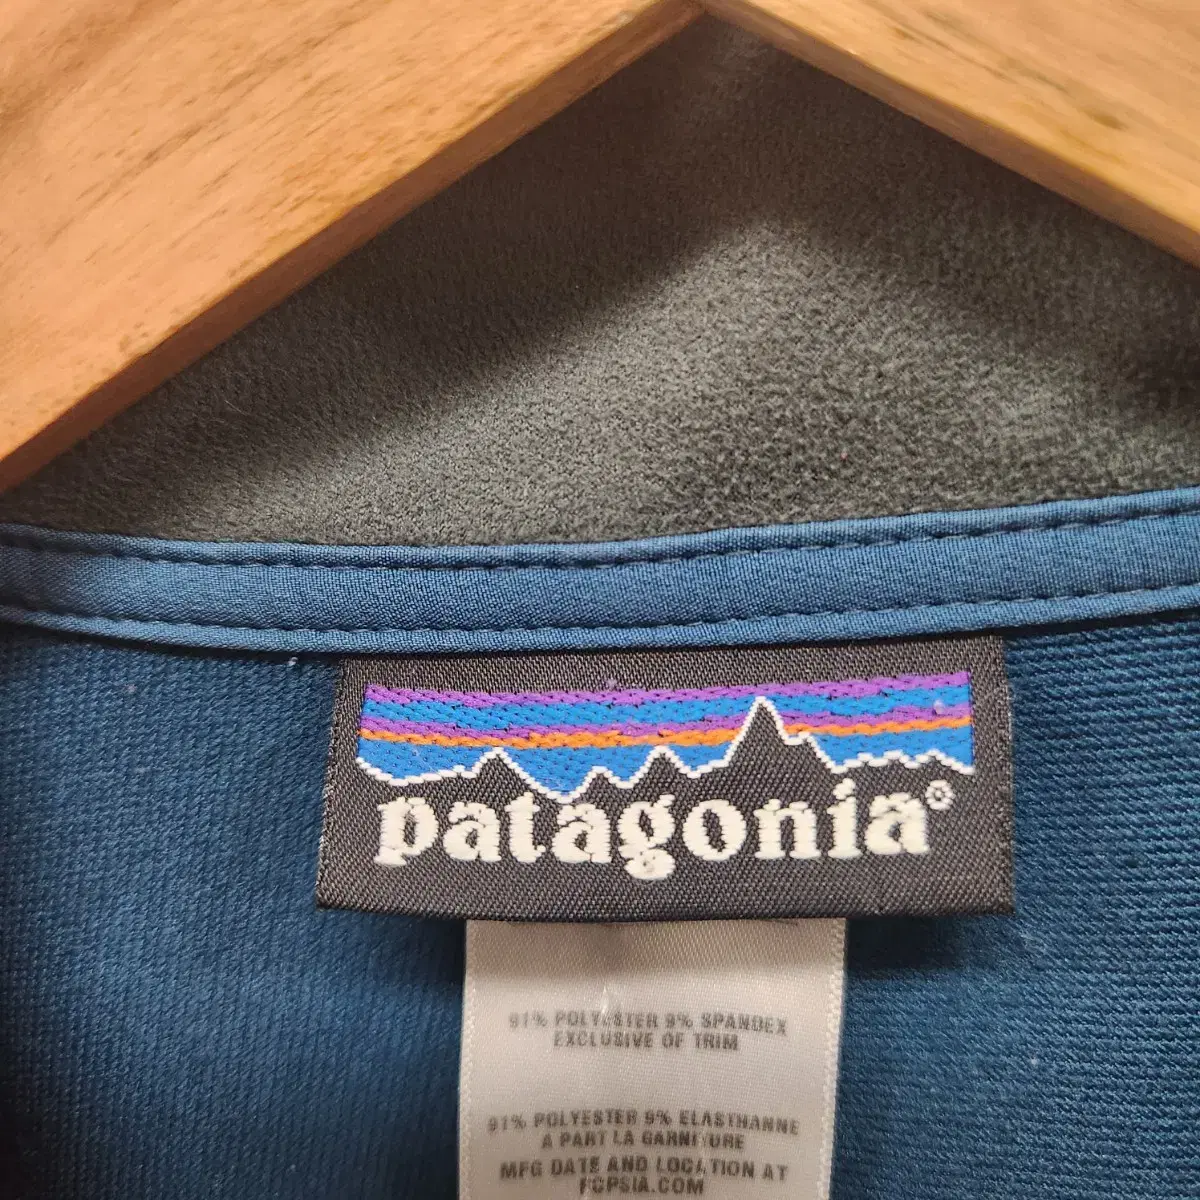 patagonia®
91% POLYESTER 9% SPANDEX
EXCLUSIVE OF TRIM
91% POLYESTER 9% ELASTHANNE
A PART LA GARNITURE
MFG DATE AND LOCATION AT
FCPSIA.COM